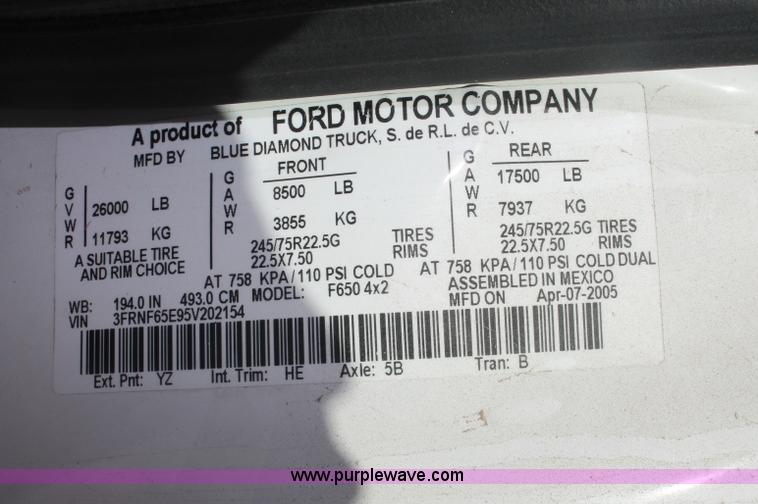 A product of FORD MOTOR COMPANY
MFD BY BLUE DIAMOND TRUCK, S. de R.L. de C.V.
GVWR
26000 LB
11793 KG
A SUITABLE TIRE
AND RIM CHOICE
FRONT
GAWR
8500 LB
3855 KG
245/75R22.5G TIRES
22.5X7.50 RIMS
AT 758 KPA/110 PSI COLD
REAR
GAWR
17500 LB
7937 KG
245/75R22.5G TIRES
22.5X7.50 RIMS
AT 758 KPA/110 PSI COLD DUAL
WB: 194.0 IN 493.0 CM MODEL: F650 4x2
ASSEMBLED IN MEXICO
MFD ON Apr-07-2005
VIN 3FRNF65E95V202154
Ext. Pnt: YZ Int. Trim: HE Axle: 5B Tran: B
www.purplewave.com